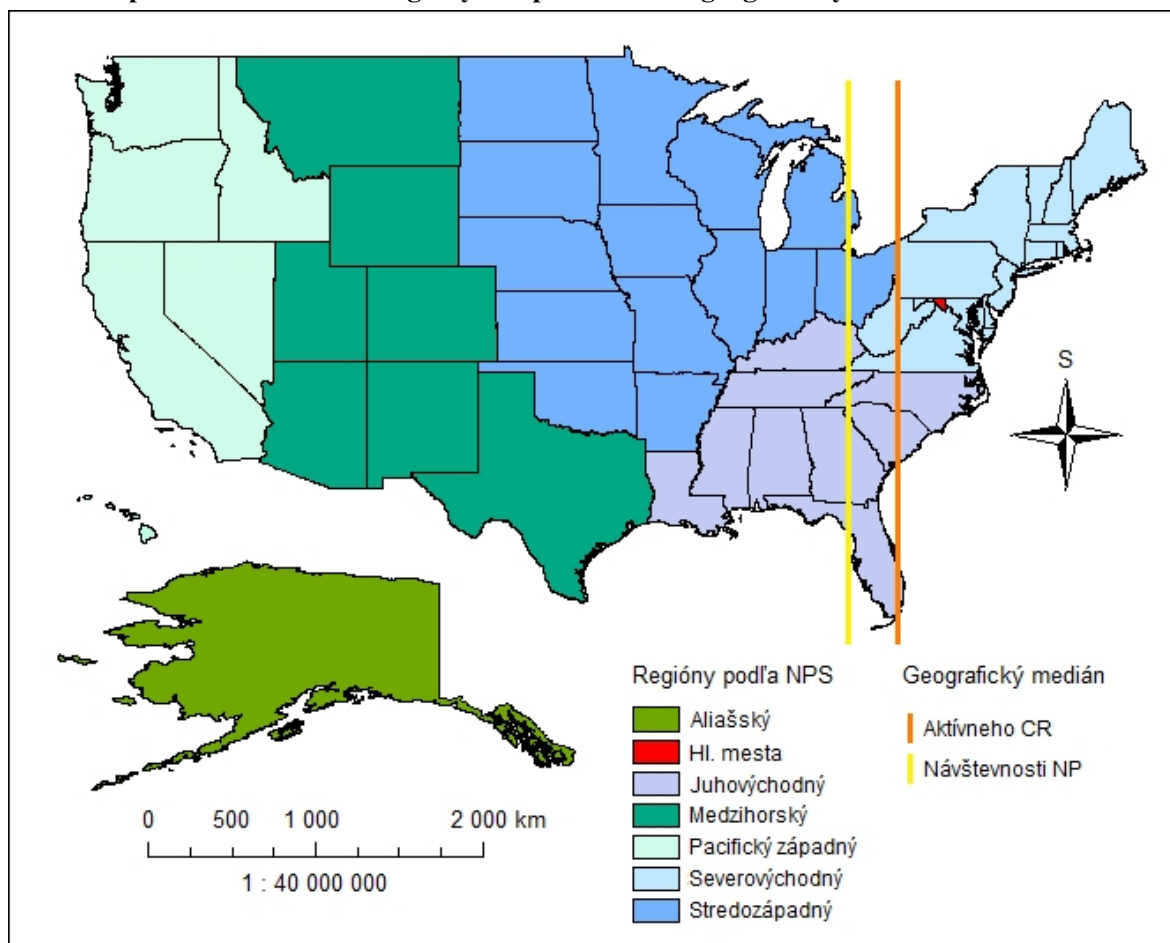 S
Regióny podľa NPS
Aliašský
Hl. mesta
Juhovýchodný
Medzihorský
Pacifický západný
Severovýchodný
Stredozápadný
Geografický medián
Aktívneho CR
Návštevnosti NP
0 500 1 000 2 000 km
1 : 40 000 000